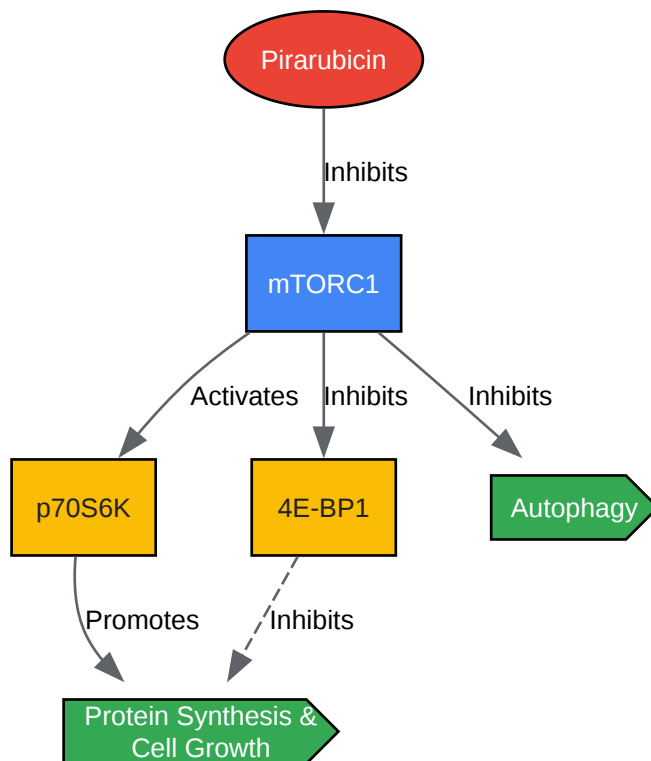 Pirarubicin
Inhibits
mTORC1
Activates
Inhibits
Inhibits
p70S6K
4E-BP1
Autophagy
Promotes
Inhibits
Protein Synthesis &
Cell Growth